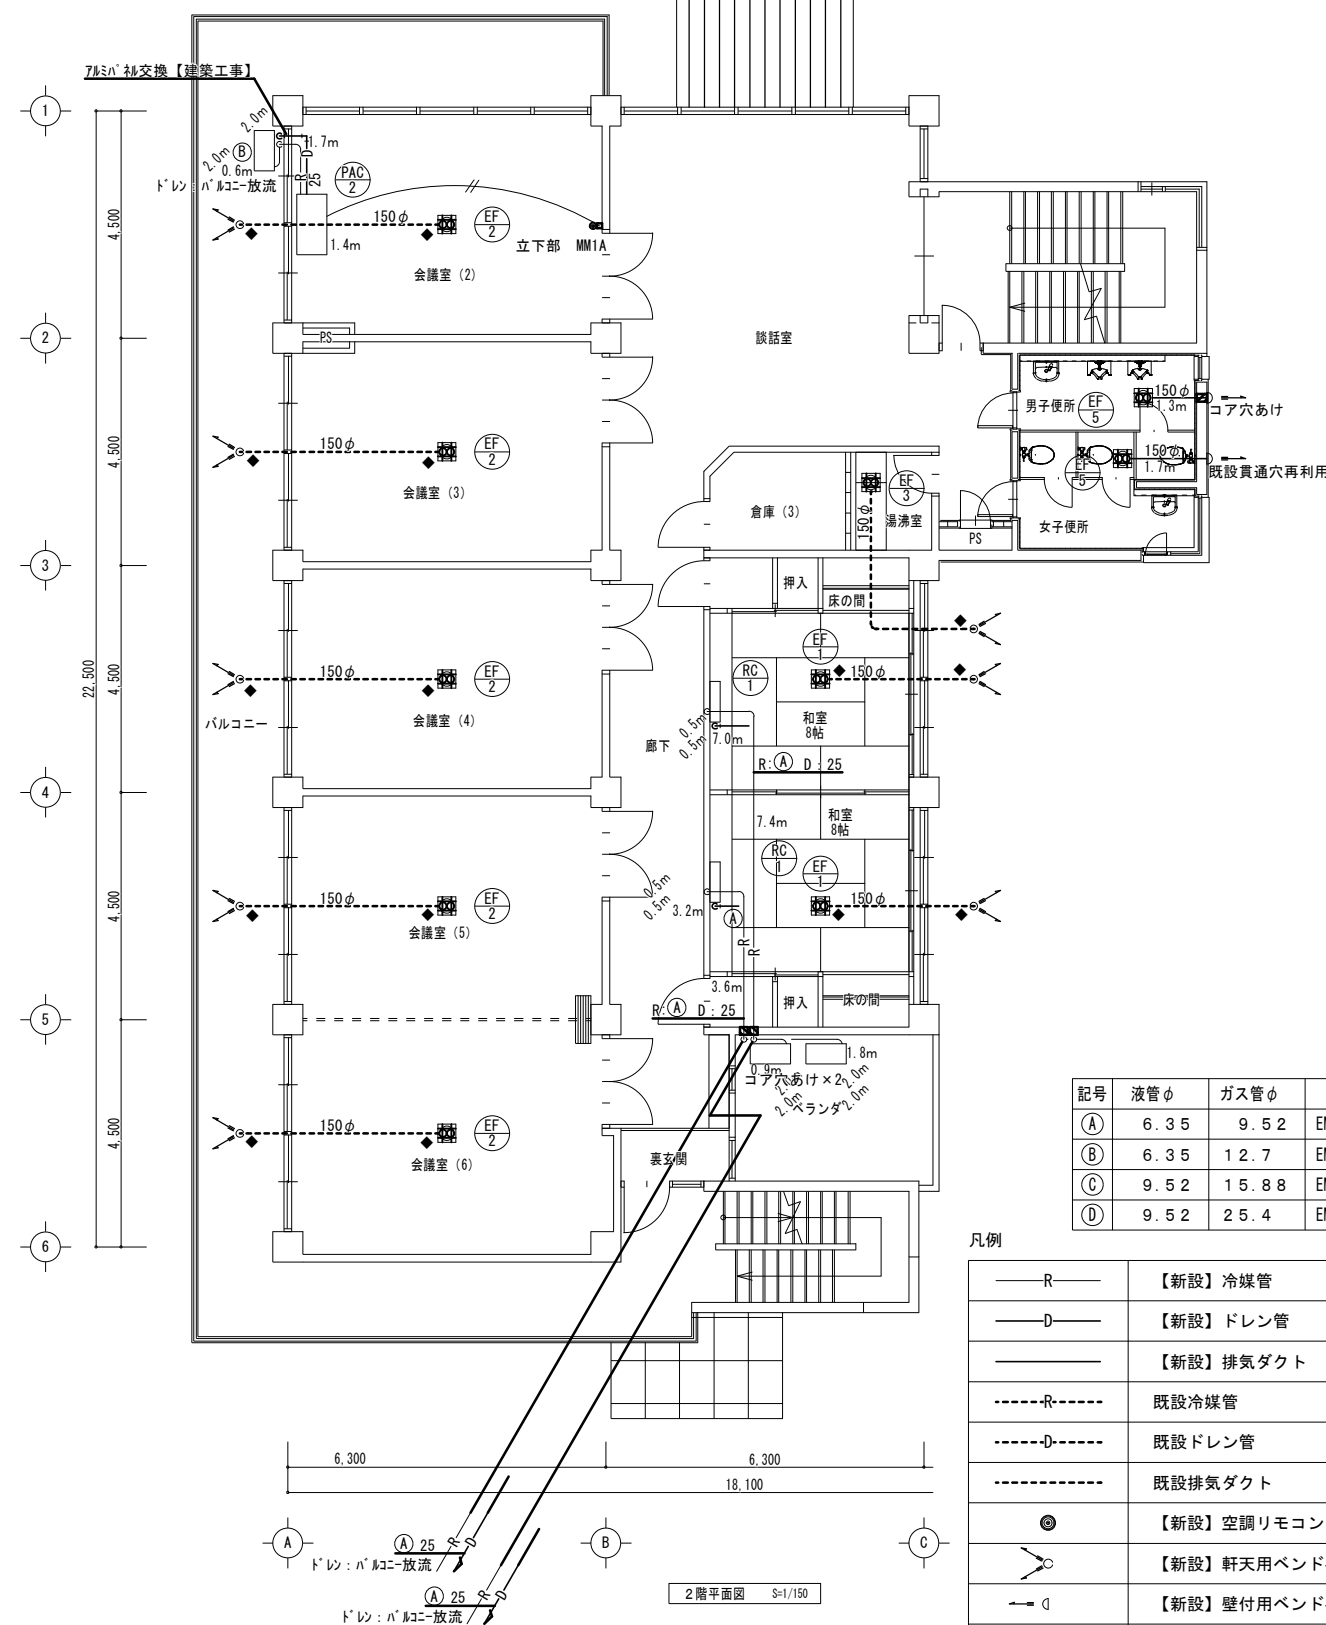 アルミパネル交換【建築工事】
1
2.0m
2.0m
B
0.6m
1.7m
D
R
25
ドレン：バルコニー放流
PAC
2
150φ
EF
2
1.4m
立下部 MM1A
会議室（2）
4,500
2
PS
談話室
男子便所
EF
5
150φ
1.3m
コア穴あけ
150φ
1.7m
EF
5
既設貫通穴再利用
女子便所
PS
150φ
EF
2
会議室（3）
4,500
倉庫（3）
EF
3
湯沸室
150φ
3
押入
床の間
EF
1
RC
1
150φ
和室
8帖
150φ
EF
2
会議室（4）
4,500
22,500
バルコニー
廊下
0.5m
0.5m
7.0m
R:A D:25
4
和室
8帖
7.4m
RC
1
EF
1
150φ
0.5m
0.5m
3.2m
A
R
R
150φ
EF
2
会議室（5）
4,500
3.6m
押入
床の間
R:A D:25
5
0.9m
1.8m
コア穴あけ×2
2.0m
2.0m
2.0m
2.0m
ベランダ
150φ
EF
2
会議室（6）
4,500
裏玄関
6
記号 液管φ ガス管φ
A 6.35 9.52
B 6.35 12.7
C 9.52 15.88
D 9.52 25.4
凡例
R 【新設】冷媒管
D 【新設】ドレン管
【新設】排気ダクト
R 既設冷媒管
D 既設ドレン管
既設排気ダクト
【新設】空調リモコン
【新設】軒天用ベンド
【新設】壁付用ベンド
6,300
6,300
18,100
A
B
C
A 25
R
D
ドレン：バルコニー放流
A 25
R
D
ドレン：バルコニー放流
2階平面図 S=1/150